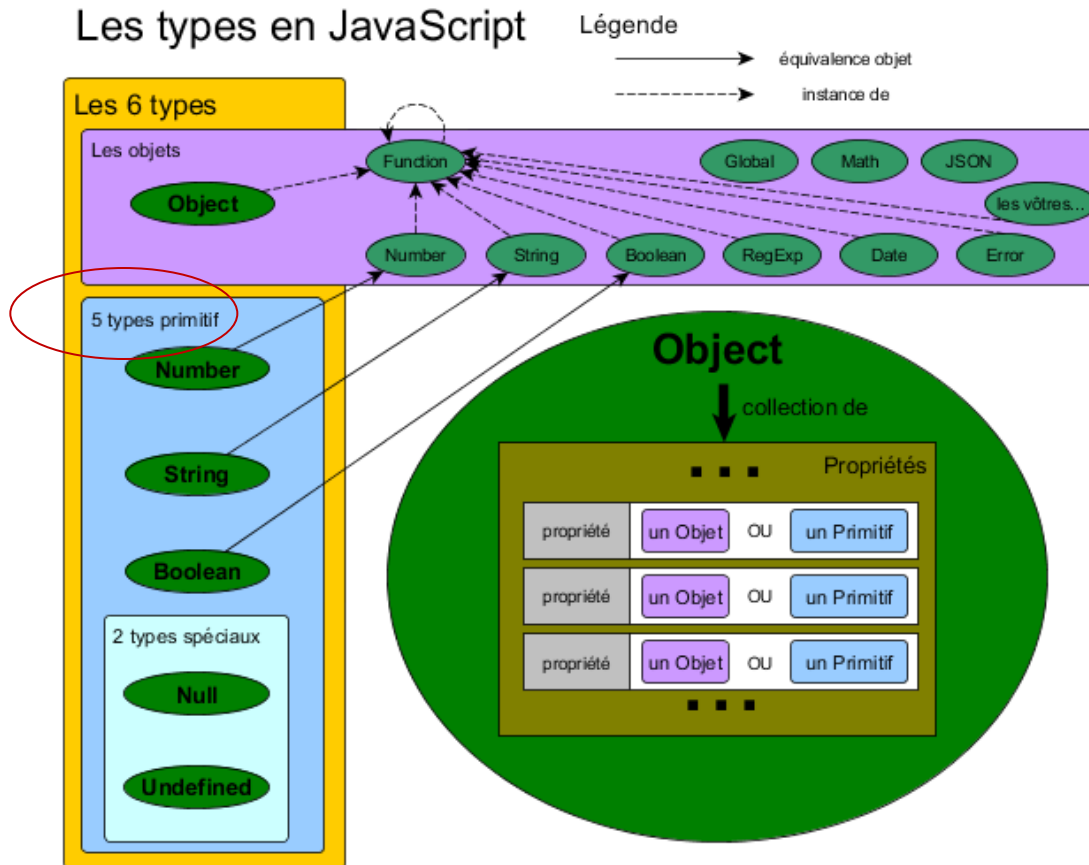 Les types en JavaScript
Légende
équivalence objet
instance de
Les 6 types
Les objets
Function
Global
Math
JSON
Object
les vôtres...
Number
String
Boolean
RegExp
Date
Error
5 types primitif
Number
String
Boolean
2 types spéciaux
Null
Undefined
Object
collection de
Propriétés
propriété un Objet OU un Primitif
propriété un Objet OU un Primitif
propriété un Objet OU un Primitif